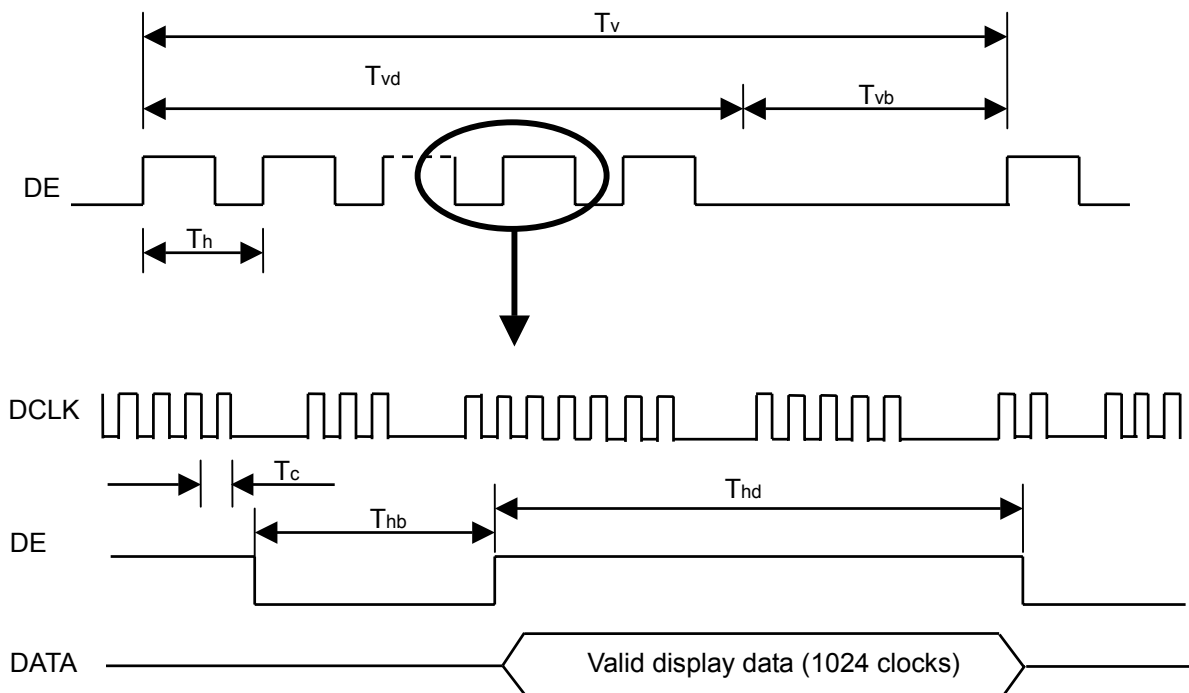 Tv
Tvd
Tvb
DE
Th
DCLK
Tc
Thb
Thd
DE
DATA
Valid display data (1024 clocks)